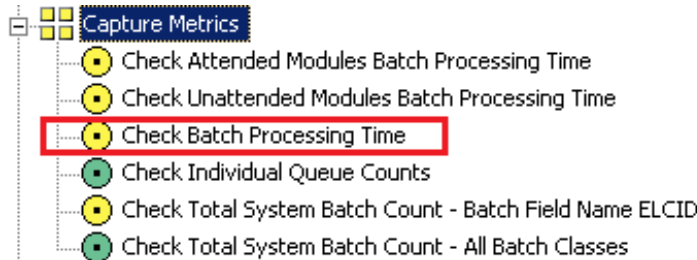 Capture Metrics
Check Attended Modules Batch Processing Time
Check Unattended Modules Batch Processing Time
Check Batch Processing Time
Check Individual Queue Counts
Check Total System Batch Count - Batch Field Name ELCID
Check Total System Batch Count - All Batch Classes